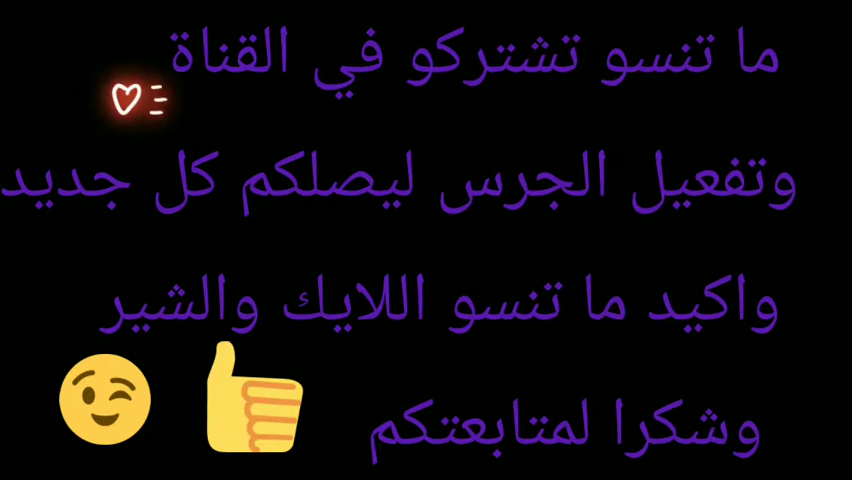 ما تنسو تشتركو في القناة
وتفعيل الجرس ليصلكم كل جديد
واكيد ما تنسو اللايك والشير
وشكرا لمتابعتكم